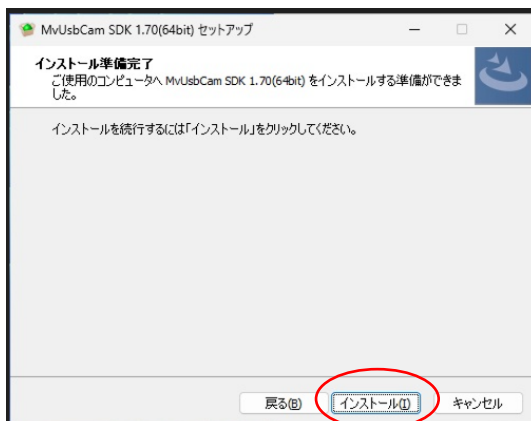 MvUsbCam SDK 1.70(64bit) セットアップ
インストール準備完了
ご使用のコンピュータへ MvUsbCam SDK 1.70(64bit) をインストールする準備ができま
した。
インストールを続行するには「インストール」をクリックしてください。
戻る(B) インストール(I) キャンセル